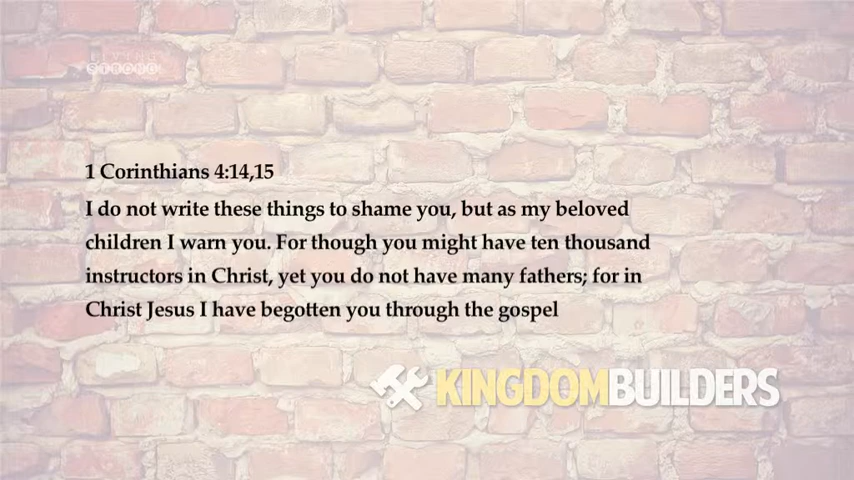 STRONG
1 Corinthians 4:14,15
I do not write these things to shame you, but as my beloved
children I warn you. For though you might have ten thousand
instructors in Christ, yet you do not have many fathers; for in
Christ Jesus I have begotten you through the gospel
KINGDOMBUILDERS